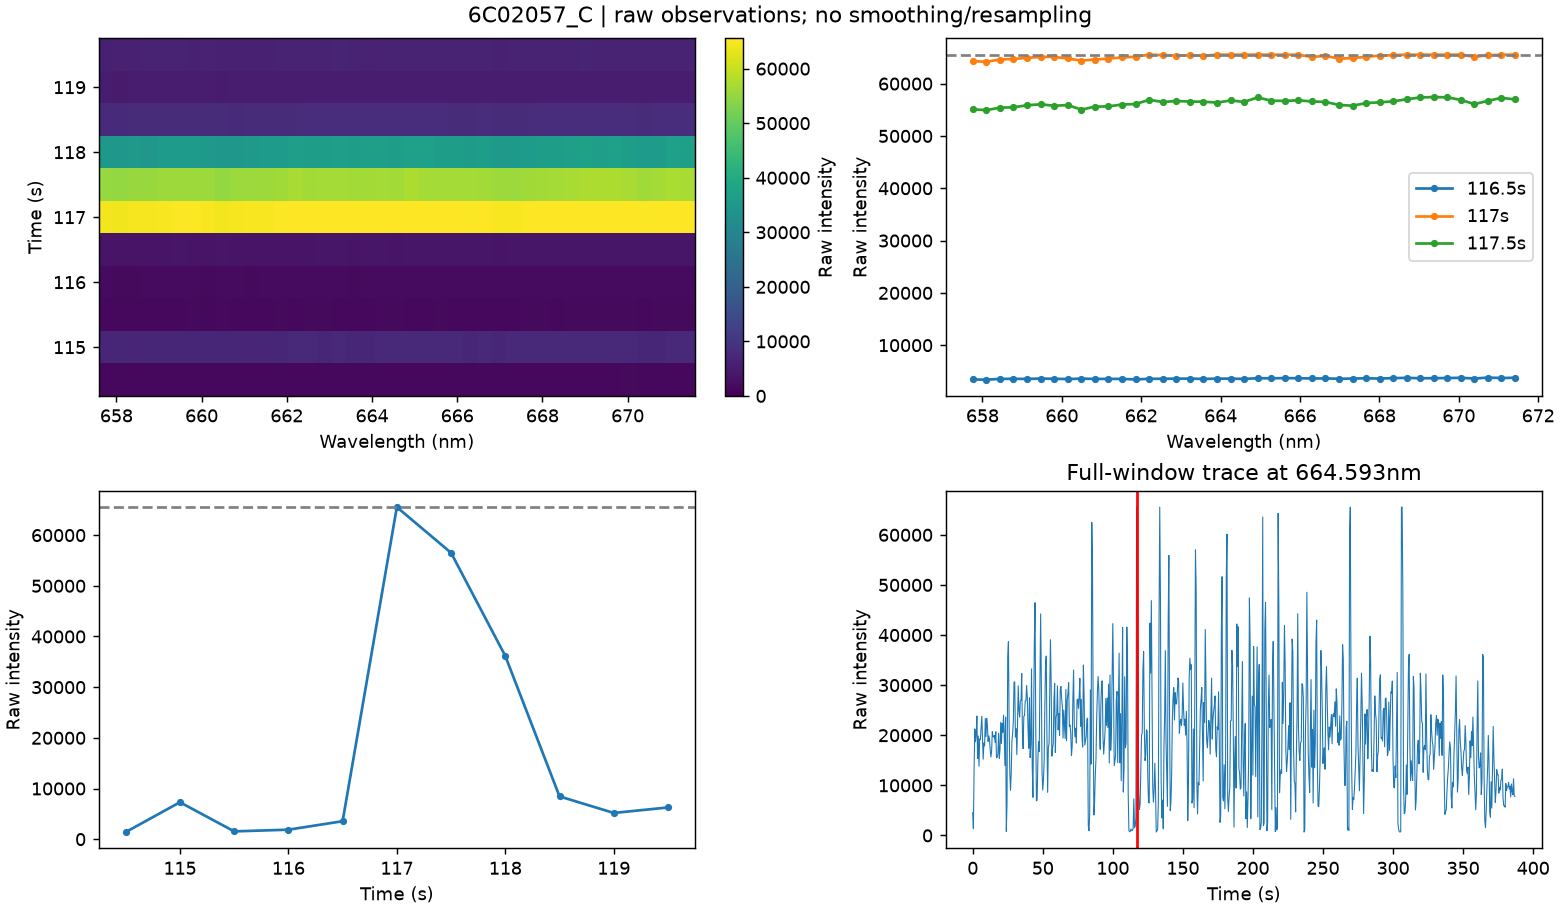 6C02057_C | raw observations; no smoothing/resampling
119
118
117
116
115
Time (s)
658 660 662 664 666 668 670
Wavelength (nm)
60000
50000
40000
30000
20000
10000
0
Raw intensity
60000
50000
40000
30000
20000
10000
Raw intensity
116.5s
117s
117.5s
658 660 662 664 666 668 670 672
Wavelength (nm)
60000
50000
40000
30000
20000
10000
0
Raw intensity
115 116 117 118 119
Time (s)
Full-window trace at 664.593nm
60000
50000
40000
30000
20000
10000
0
Raw intensity
0 50 100 150 200 250 300 350 400
Time (s)